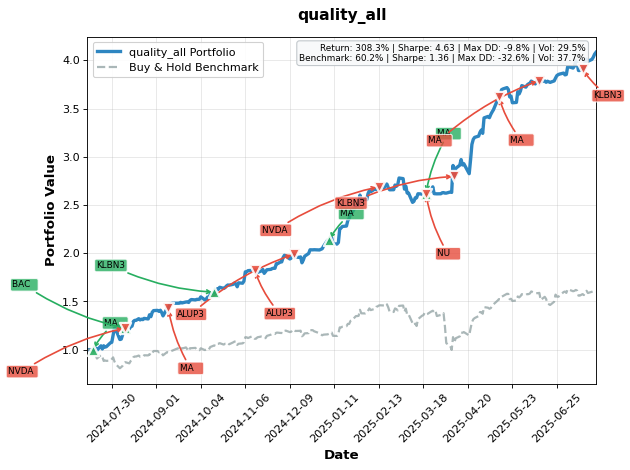 quality_all
quality_all Portfolio
Buy & Hold Benchmark
Return: 308.3% | Sharpe: 4.63 | Max DD: -9.8% | Vol: 29.5%
Benchmark: 60.2% | Sharpe: 1.36 | Max DD: -32.6% | Vol: 37.7%
Portfolio Value
4.0
3.5
3.0
2.5
2.0
1.5
1.0
KLBN3
MA
MA
MA
KLBN3
MA
NVDA
NU
KLBN3
BAC
ALUP3
ALUP3
MA
MA
NVDA
2024-07-30
2024-09-01
2024-10-04
2024-11-06
2024-12-09
2025-01-11
2025-02-13
2025-03-18
2025-04-20
2025-05-23
2025-06-25
Date